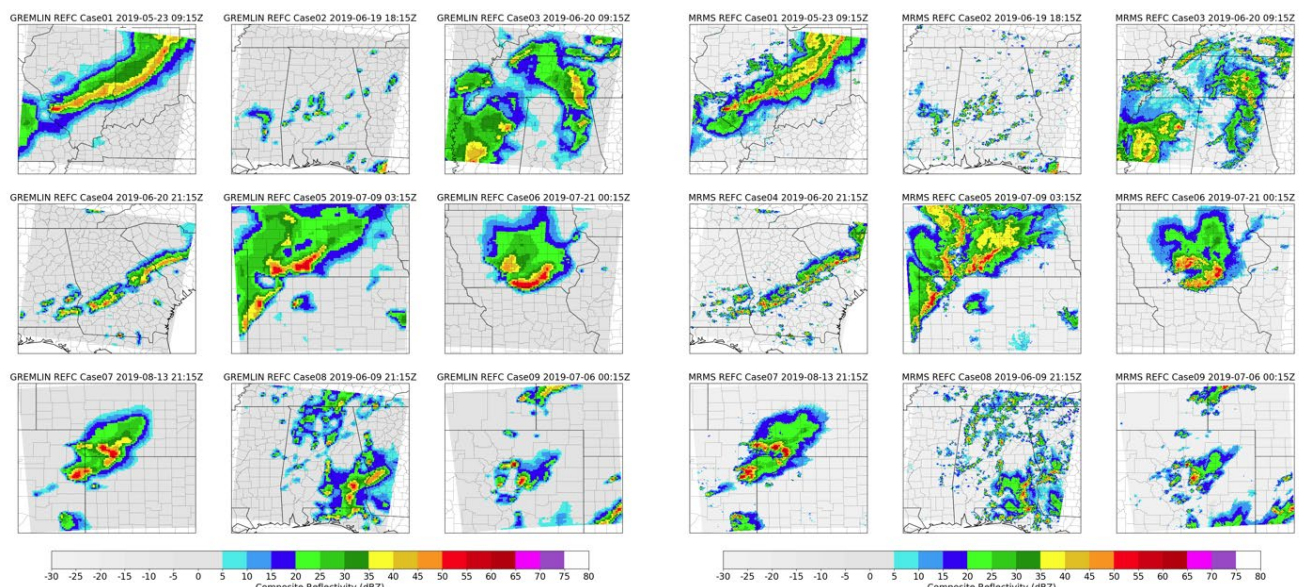 GREMLIN REFC Case01 2019-05-23 09:15Z
GREMLIN REFC Case02 2019-06-19 18:15Z
GREMLIN REFC Case03 2019-06-20 09:15Z
GREMLIN REFC Case04 2019-06-20 21:15Z
GREMLIN REFC Case05 2019-07-09 03:15Z
GREMLIN REFC Case06 2019-07-21 00:15Z
GREMLIN REFC Case07 2019-08-13 21:15Z
GREMLIN REFC Case08 2019-06-09 21:15Z
GREMLIN REFC Case09 2019-07-06 00:15Z
-30 -25 -20 -15 -10 -5 0 5 10 15 20 25 30 35 40 45 50 55 60 65 70 75 80
Composite Reflectivity (dBZ)
MRMS REFC Case01 2019-05-23 09:15Z
MRMS REFC Case02 2019-06-19 18:15Z
MRMS REFC Case03 2019-06-20 09:15Z
MRMS REFC Case04 2019-06-20 21:15Z
MRMS REFC Case05 2019-07-09 03:15Z
MRMS REFC Case06 2019-07-21 00:15Z
MRMS REFC Case07 2019-08-13 21:15Z
MRMS REFC Case08 2019-06-09 21:15Z
MRMS REFC Case09 2019-07-06 00:15Z
-30 -25 -20 -15 -10 -5 0 5 10 15 20 25 30 35 40 45 50 55 60 65 70 75 80
Composite Reflectivity (dBZ)